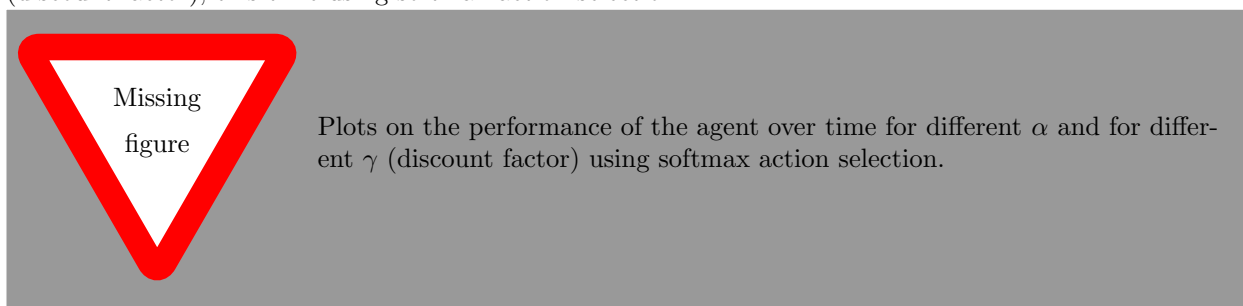 Missing
figure
Plots on the performance of the agent over time for different α and for differ-
ent γ (discount factor) using softmax action selection.